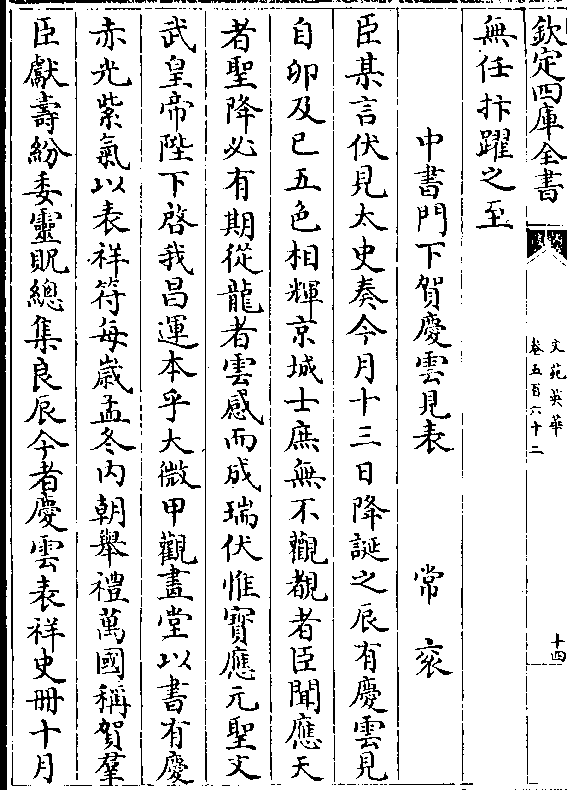 欽定四庫全書
文苑英華
卷五百六十二
十四
無任抃躍之至
中書門下賀慶雲見表 常衮
臣某言伏見太史奏今月十三日降誕之辰有慶雲見
自卯及巳五色相輝京城士庶無不觀覩者臣聞應天
者聖降必有期從龍者雲感而成瑞伏惟寳應元聖文
武皇帝陛下啓我昌運本乎大微甲觀畫堂以書有慶
赤光紫氣以表祥符每歲孟冬内朝舉禮萬國稱賀羣
臣獻壽紛委靈貺總集良辰今者慶雲表祥史冊十月